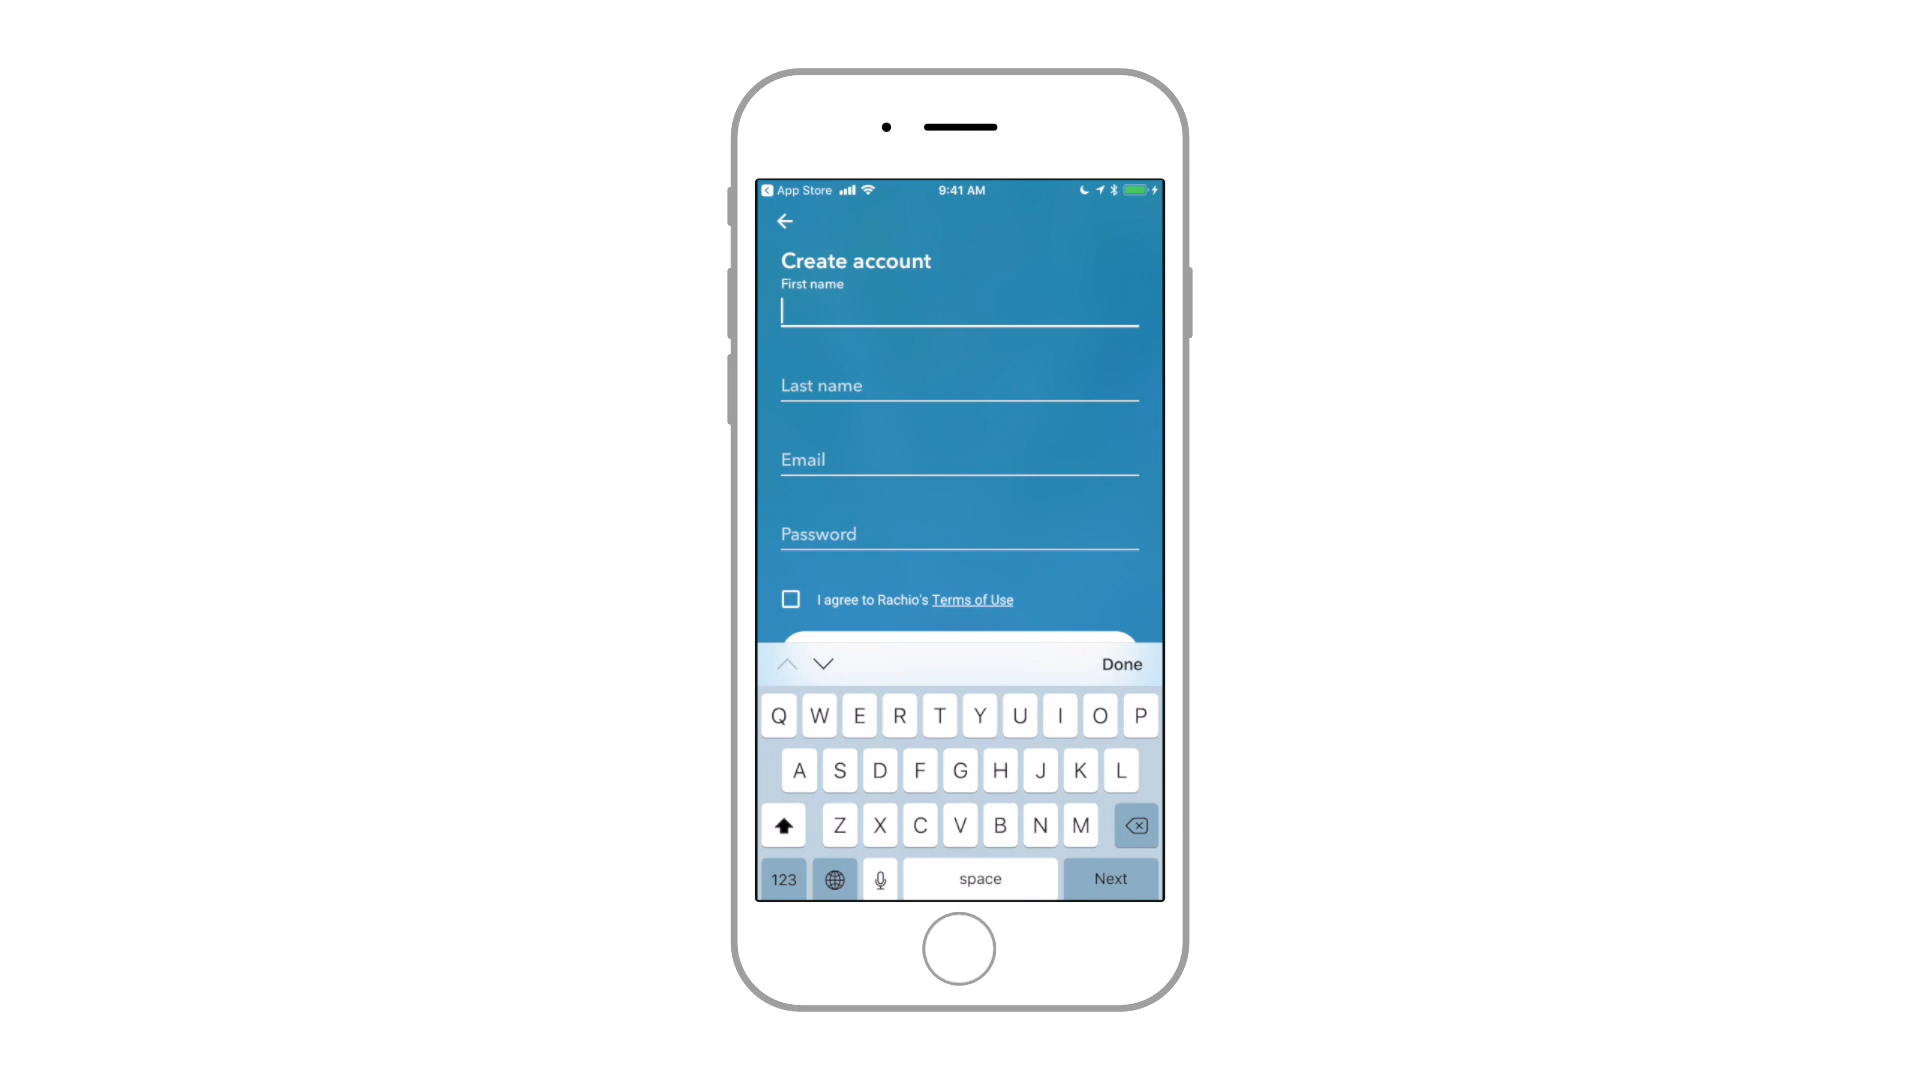 App Store 9:41 AM
Create account
First name
Last name
Email
Password
I agree to Rachio's Terms of Use
Done
Q W E R T Y U I O P
A S D F G H J K L
Z X C V B N M
123 space Next